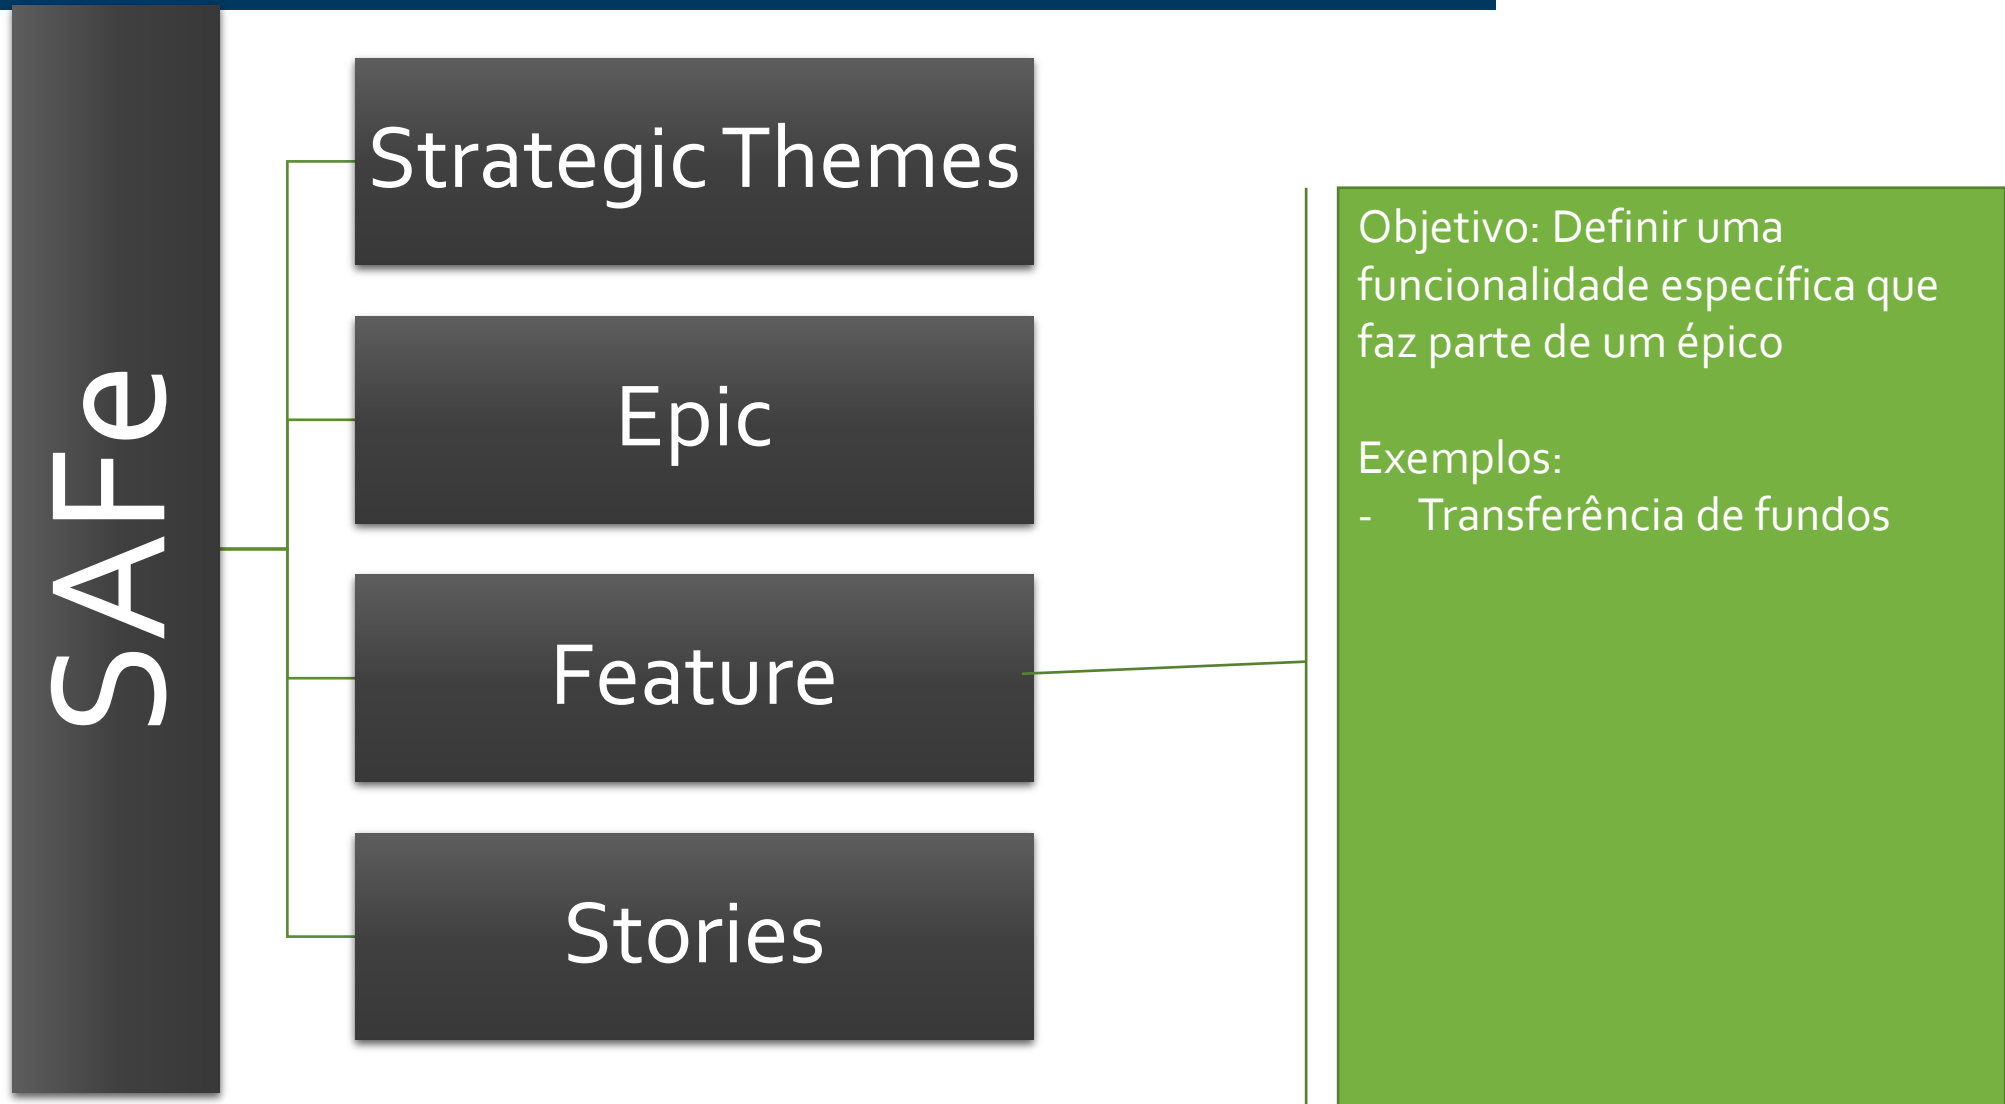 SAFe
Strategic Themes
Epic
Feature
Stories
Objetivo: Definir uma
funcionalidade específica que
faz parte de um épico
Exemplos:
- Transferência de fundos